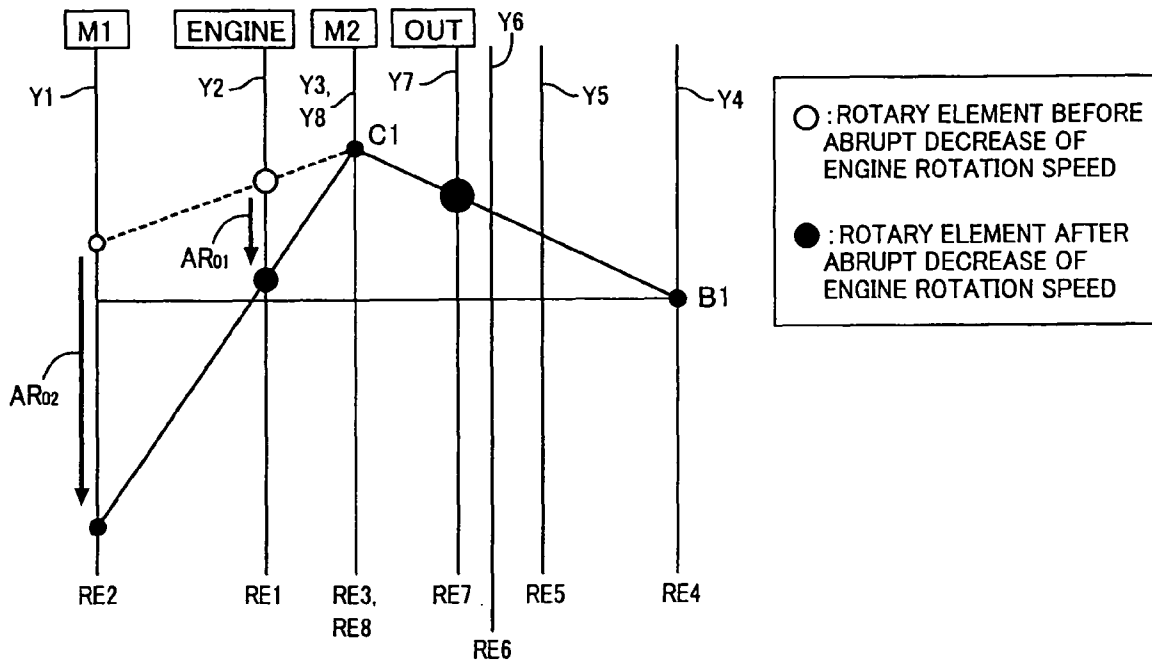 M1 ENGINE M2 OUT Y6
Y1 Y2 Y3, Y7 Y5 Y4
Y8
C1
AR01
B1
AR02
RE2 RE1 RE3, RE7 RE5 RE4
RE8
RE6
○ : ROTARY ELEMENT BEFORE
ABRUPT DECREASE OF
ENGINE ROTATION SPEED
● : ROTARY ELEMENT AFTER
ABRUPT DECREASE OF
ENGINE ROTATION SPEED